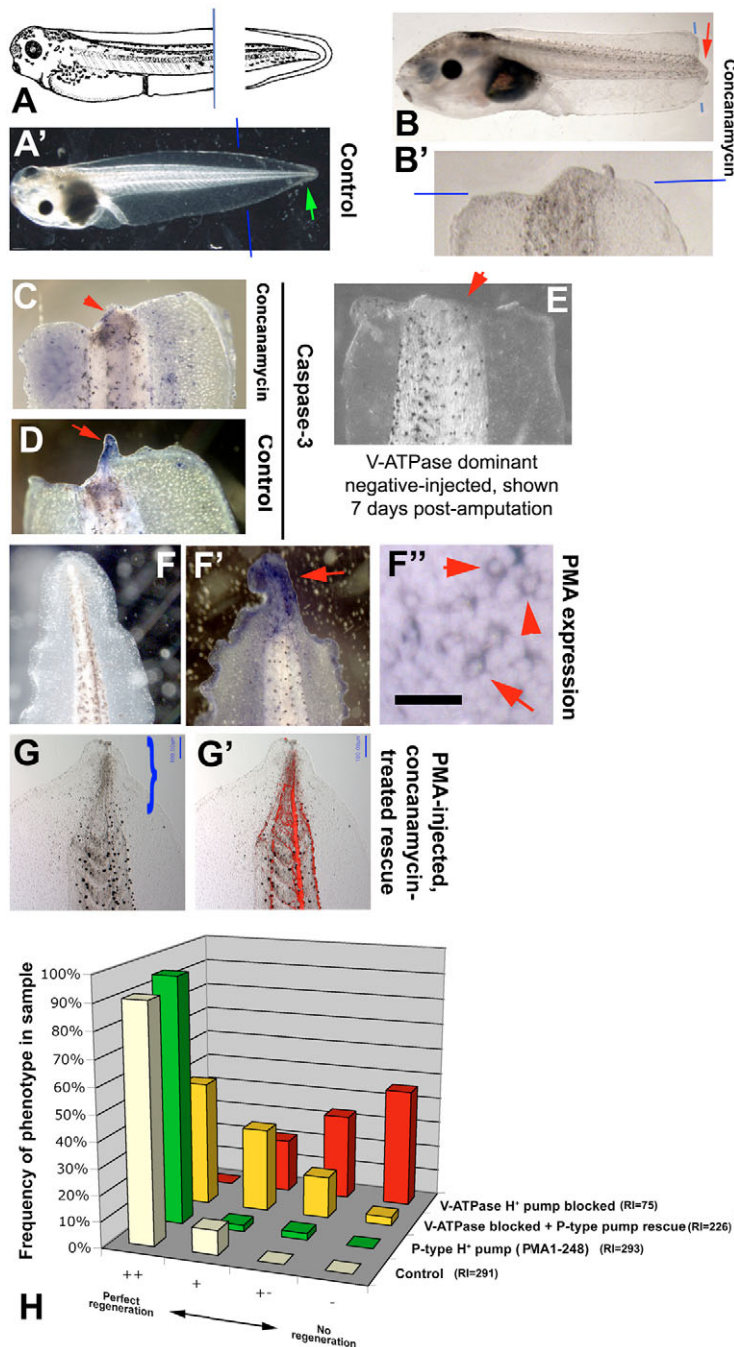 A
B
Concanamycin
A'
Control
B'
C
Concanamycin
D
Control
Caspase-3
E
V-ATPase dominant
negative-injected, shown
7 days post-amputation
F
F'
F"
PMA expression
G
G'
PMA-injected,
concanamycin-
treated rescue
Frequency of phenotype in sample
100%
90%
80%
70%
60%
50%
40%
30%
20%
10%
0%
++
+
+-
-
Perfect
regeneration
No
regeneration
V-ATPase H⁺ pump blocked (RI=75)
V-ATPase blocked + P-type pump rescue (RI=226)
P-type H⁺ pump (PMA1-248) (RI=293)
Control (RI=291)
H